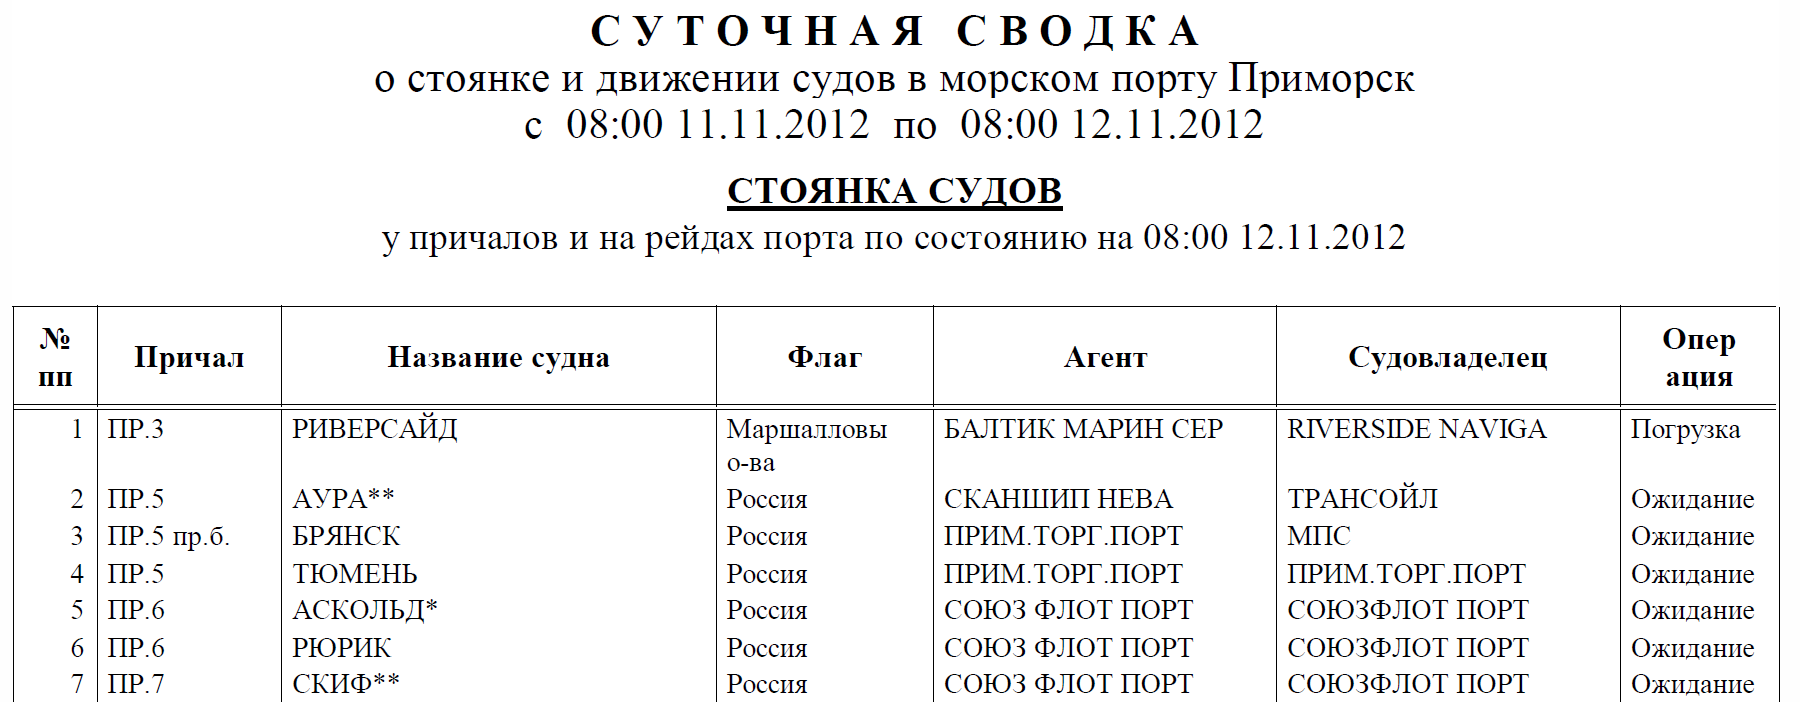 СУТОЧНАЯ СВОДКА
о стоянке и движении судов в морском порту Приморск
с 08:00 11.11.2012 по 08:00 12.11.2012
СТОЯНКА СУДОВ
у причалов и на рейдах порта по состоянию на 08:00 12.11.2012
№ пп Причал Название судна Флаг Агент Судовладелец Опер ация
1 ПР.3 РИВЕРСАЙД Маршалловы БАЛТИК МАРИН СЕР RIVERSIDE NAVIGA Погрузка
о-ва
2 ПР.5 АУРА** Россия СКАНШИП НЕВА ТРАНСОЙЛ Ожидание
3 ПР.5 пр.б. БРЯНСК Россия ПРИМ.ТОРГ.ПОРТ МПС Ожидание
4 ПР.5 ТЮМЕНЬ Россия ПРИМ.ТОРГ.ПОРТ ПРИМ.ТОРГ.ПОРТ Ожидание
5 ПР.6 АСКОЛЬД* Россия СОЮЗ ФЛОТ ПОРТ СОЮЗФЛОТ ПОРТ Ожидание
6 ПР.6 РЮРИК Россия СОЮЗ ФЛОТ ПОРТ СОЮЗФЛОТ ПОРТ Ожидание
7 ПР.7 СКИФ** Россия СОЮЗ ФЛОТ ПОРТ СОЮЗФЛОТ ПОРТ Ожидание